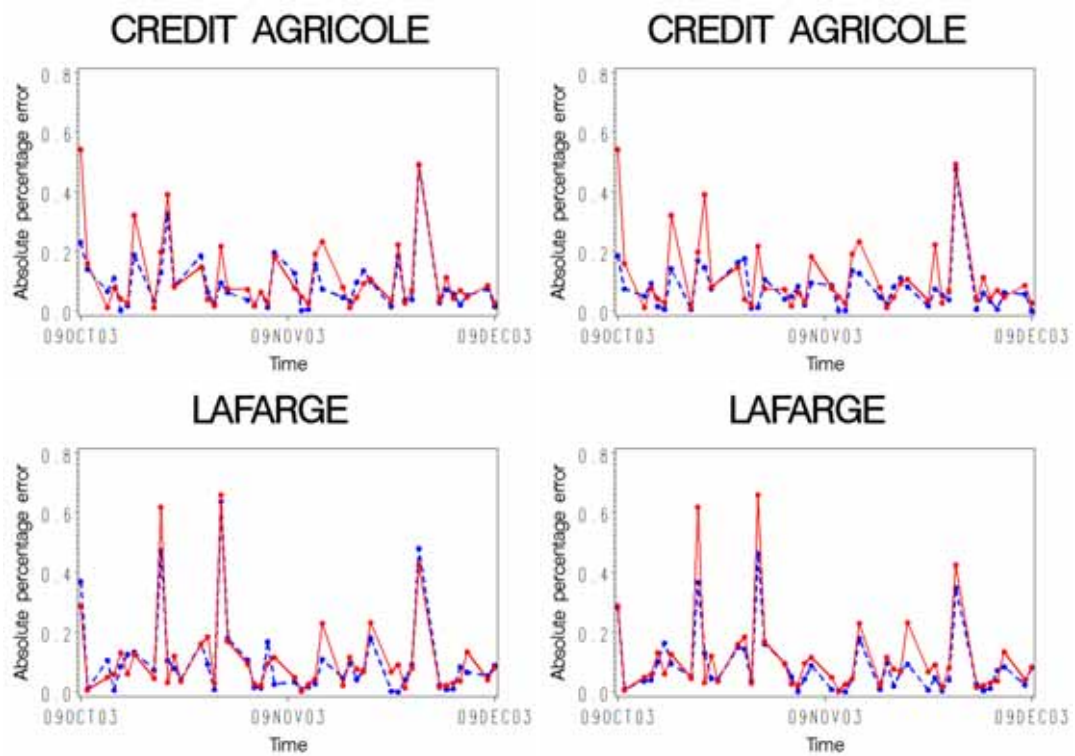 CREDIT AGRICOLE
Absolute percentage error
0.8
0.6
0.4
0.2
0.0
09OCT03 09NOV03 09DEC03
Time
CREDIT AGRICOLE
Absolute percentage error
0.8
0.6
0.4
0.2
0.0
09OCT03 09NOV03 09DEC03
Time
LAFARGE
Absolute percentage error
0.8
0.6
0.4
0.2
0.0
09OCT03 09NOV03 09DEC03
Time
LAFARGE
Absolute percentage error
0.8
0.6
0.4
0.2
0.0
09OCT03 09NOV03 09DEC03
Time